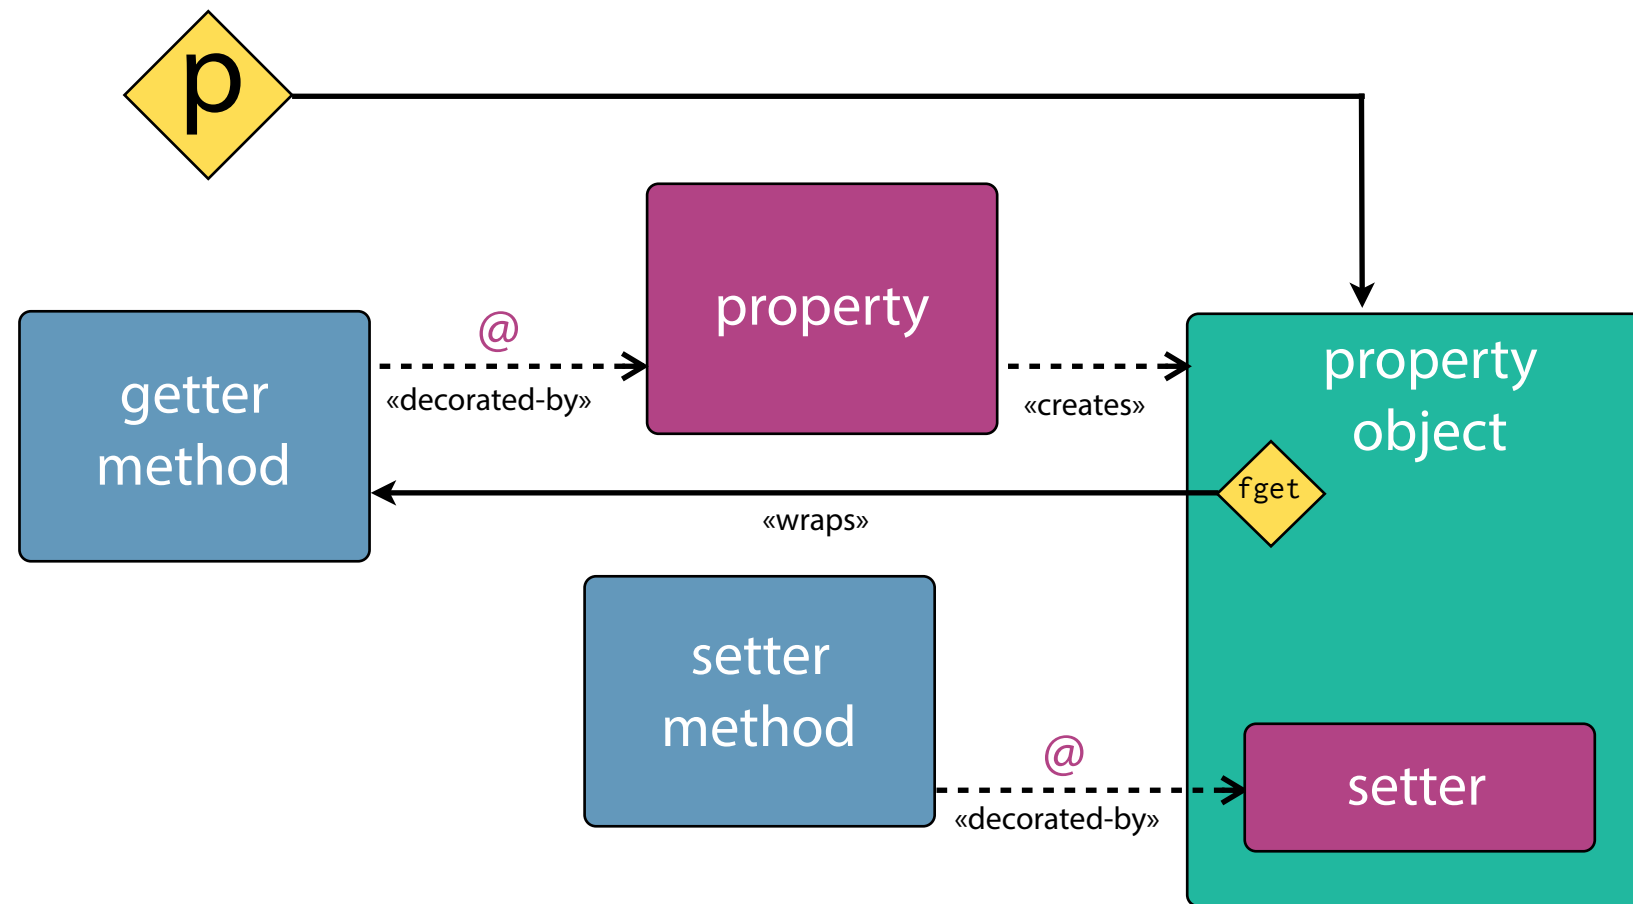 p
property
@
«decorated-by»
getter
method
«creates»
property
object
fget
«wraps»
setter
method
@
«decorated-by»
setter